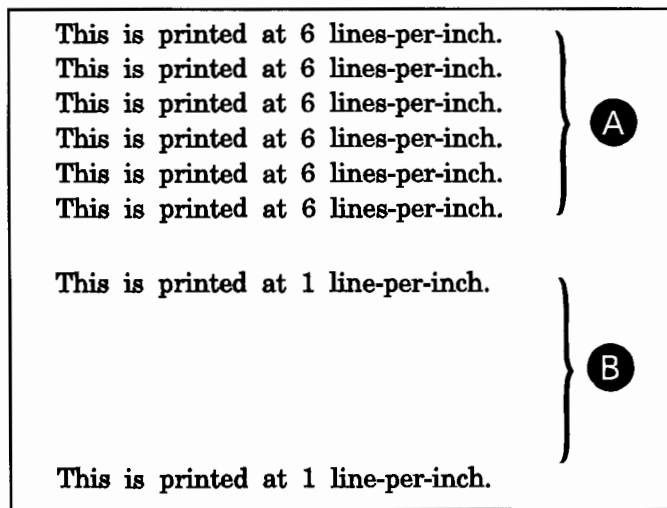 This is printed at 6 lines-per-inch.
This is printed at 6 lines-per-inch.
This is printed at 6 lines-per-inch.
This is printed at 6 lines-per-inch.
A
This is printed at 6 lines-per-inch.
This is printed at 6 lines-per-inch.
This is printed at 1 line-per-inch.
B
This is printed at 1 line-per-inch.